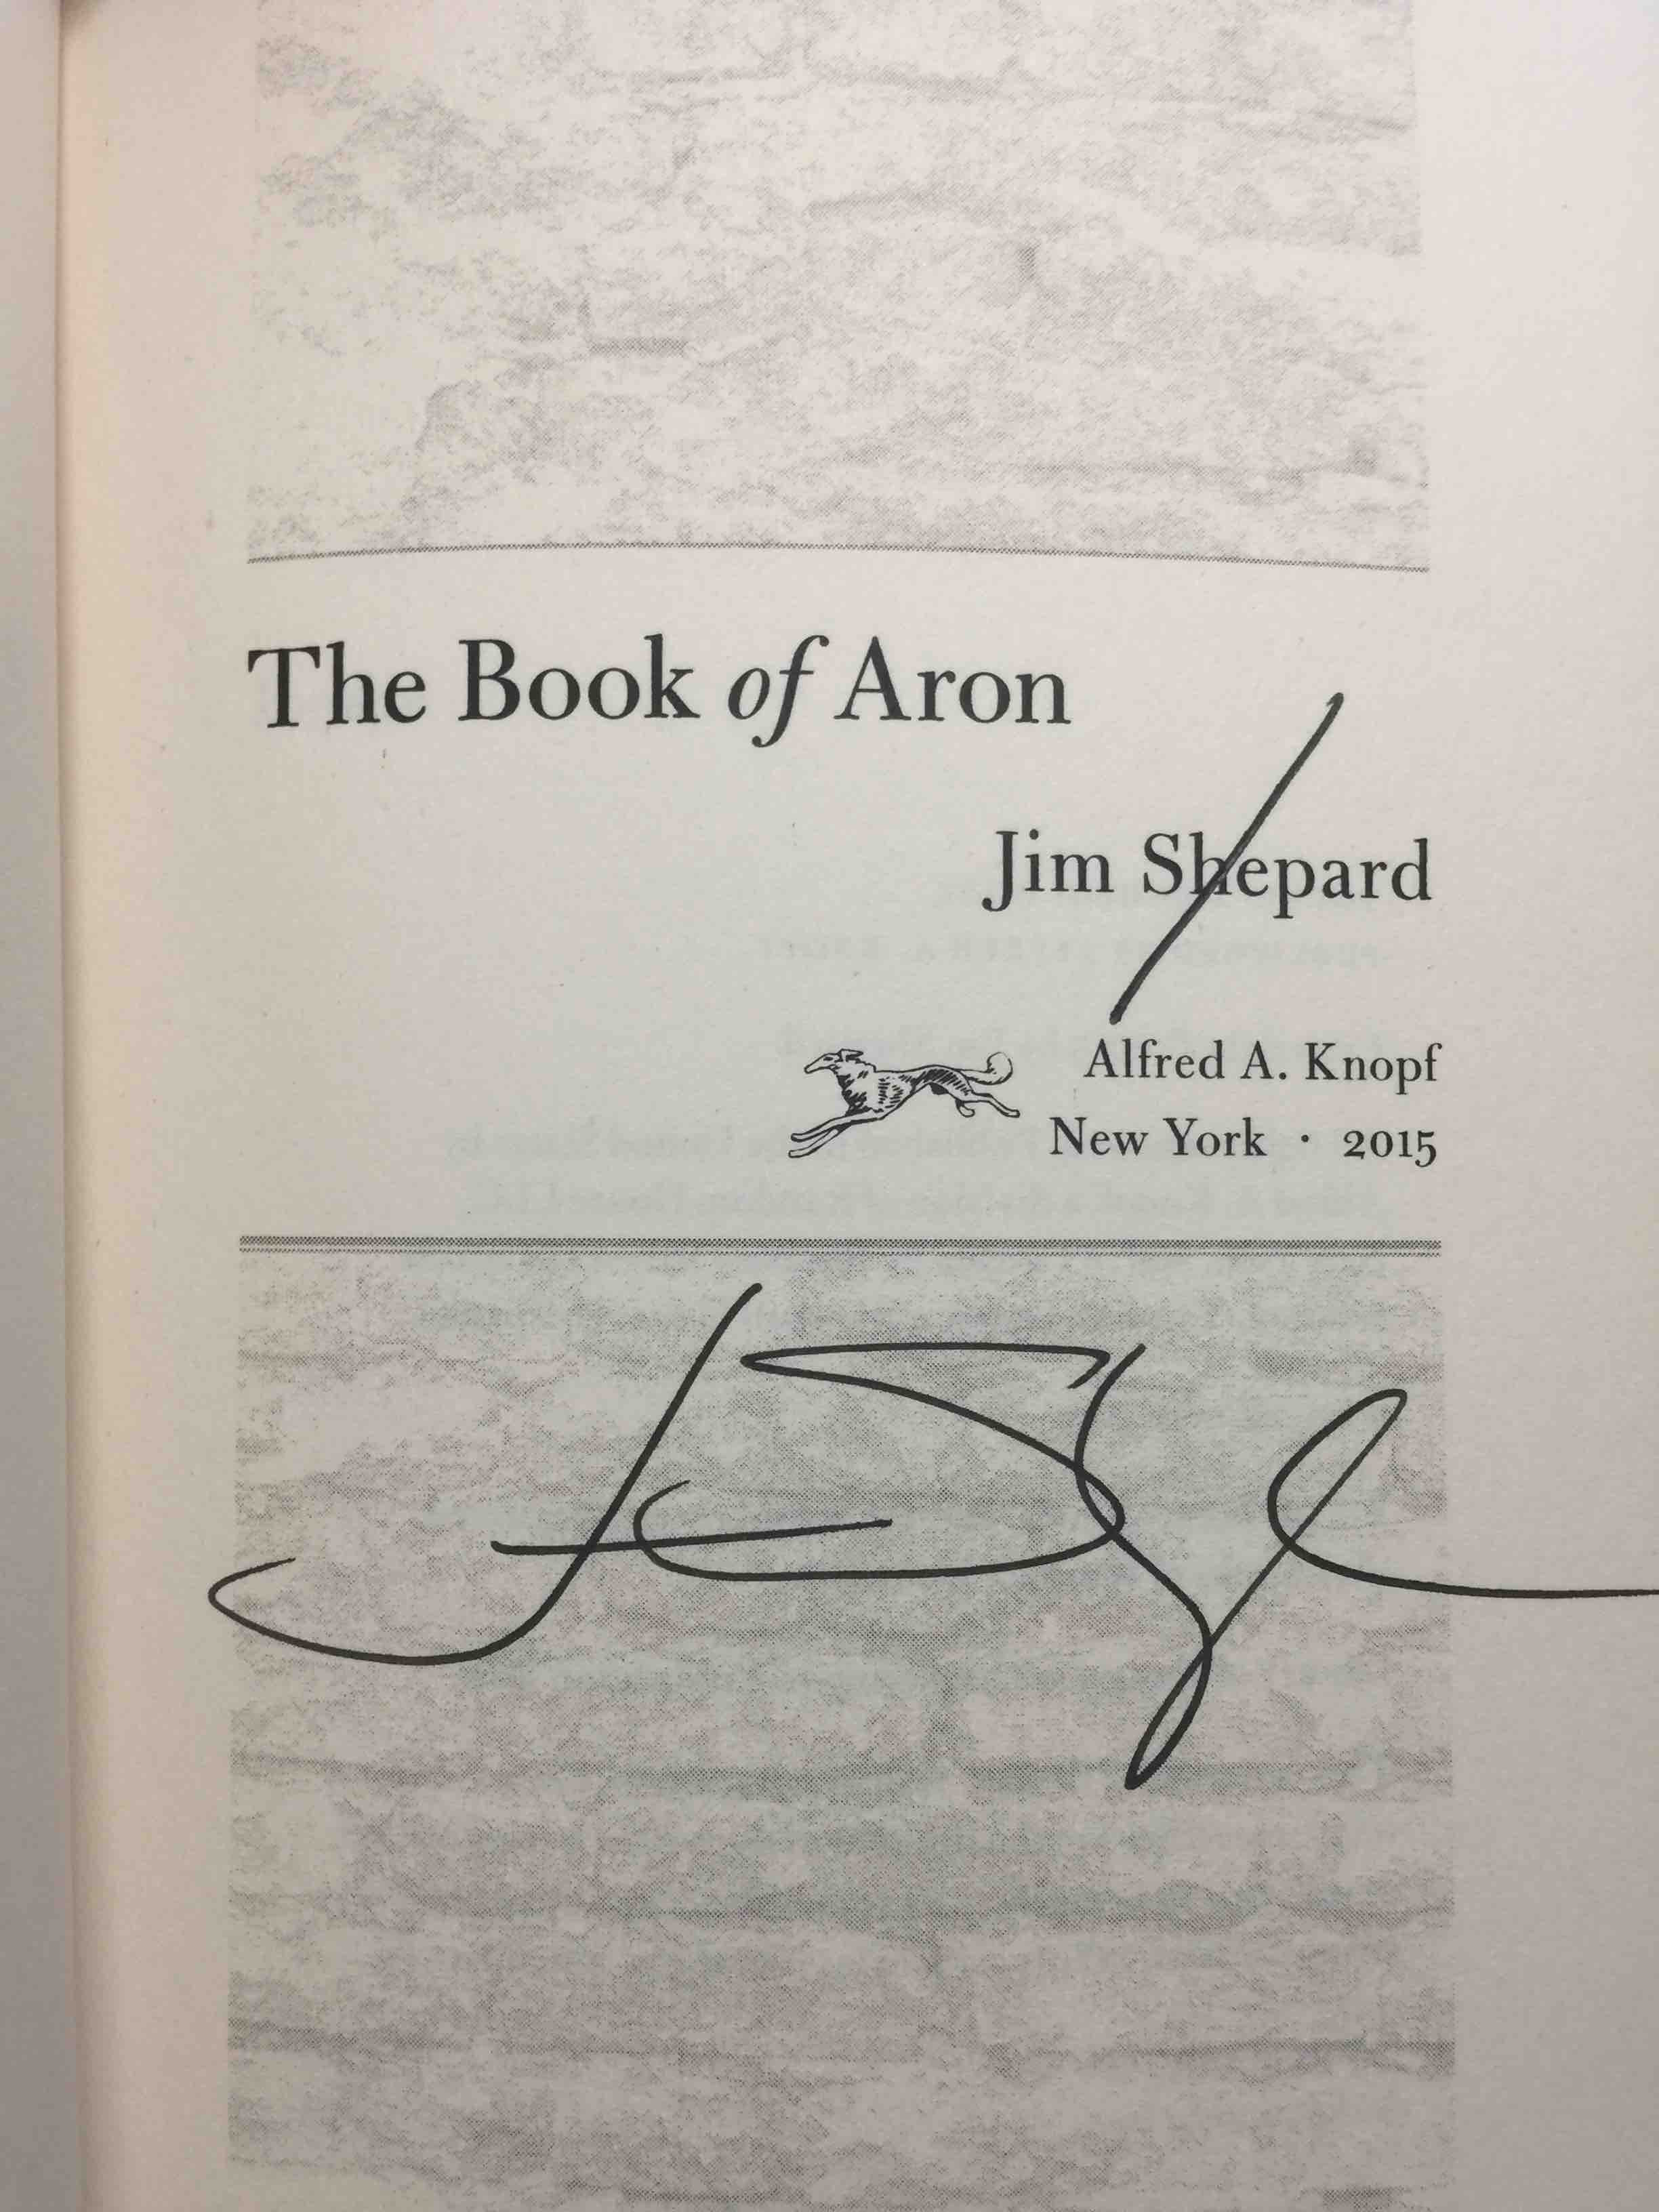 The Book of Aron
Jim Shepard
Alfred A. Knopf
New York · 2015